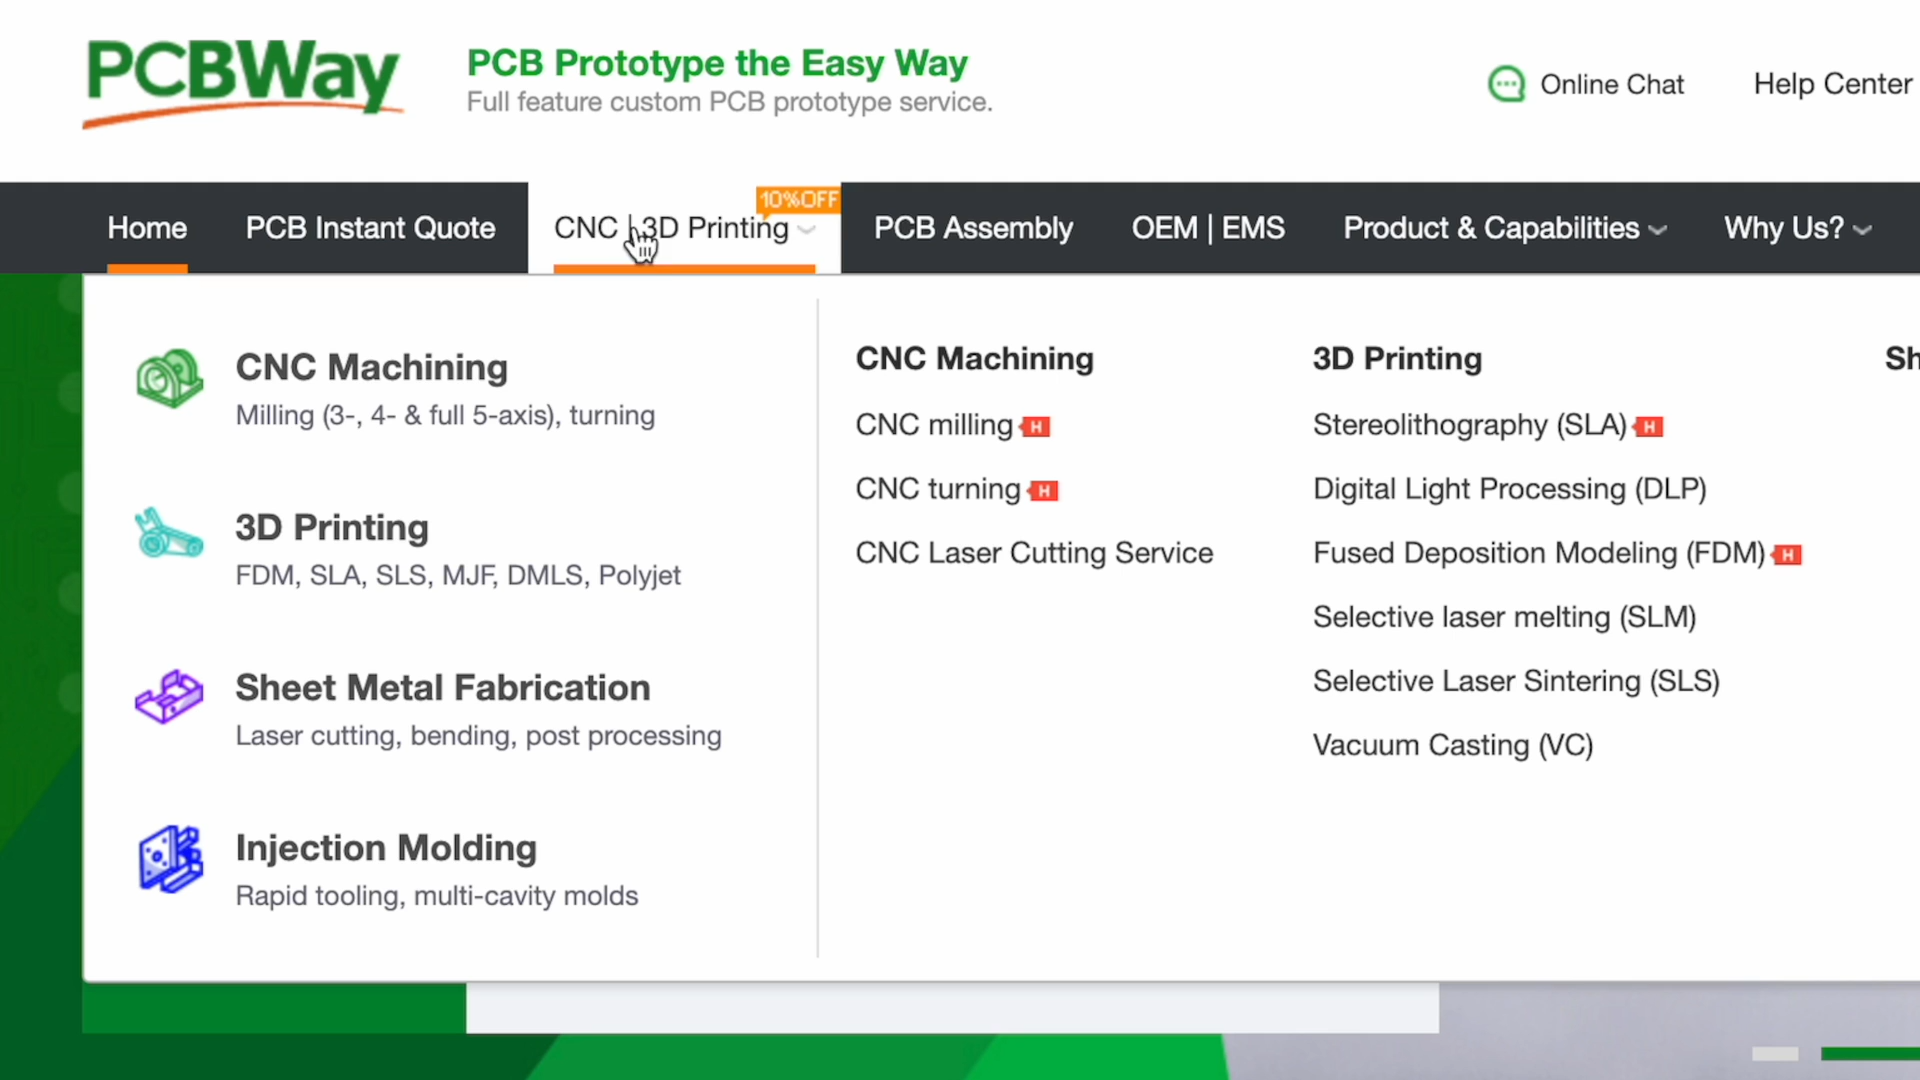 PCBWay
PCB Prototype the Easy Way
Full feature custom PCB prototype service.
Online Chat
Help Center
Home
PCB Instant Quote
CNC | 3D Printing
10%OFF
PCB Assembly
OEM | EMS
Product & Capabilities
Why Us?
CNC Machining
Milling (3-, 4- & full 5-axis), turning
3D Printing
FDM, SLA, SLS, MJF, DMLS, Polyjet
Sheet Metal Fabrication
Laser cutting, bending, post processing
Injection Molding
Rapid tooling, multi-cavity molds
CNC Machining
CNC milling H
CNC turning H
CNC Laser Cutting Service
3D Printing
Stereolithography (SLA) H
Digital Light Processing (DLP)
Fused Deposition Modeling (FDM) H
Selective laser melting (SLM)
Selective Laser Sintering (SLS)
Vacuum Casting (VC)
Sh